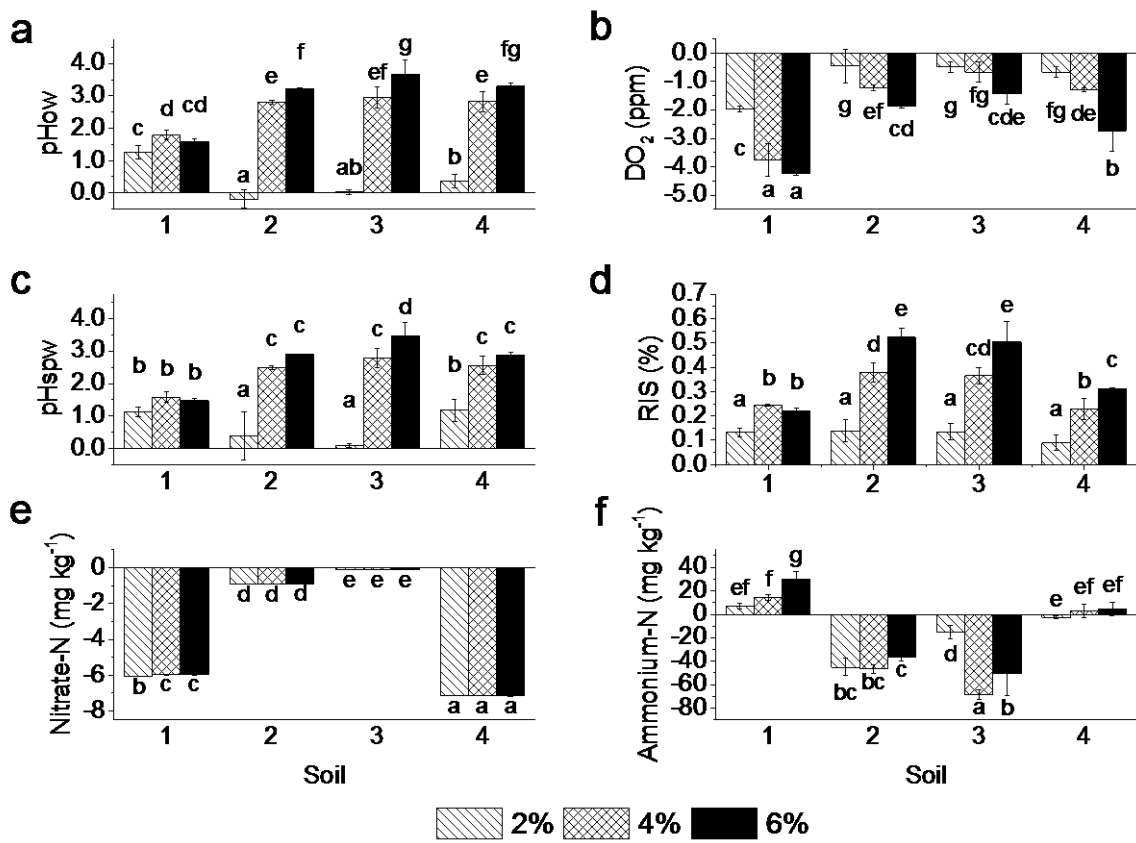 a
pHow
4.0
3.0
2.0
1.0
0.0
c d cd
a e f
ab ef g
b e fg
1 2 3 4
b
DO2 (ppm)
0.0
-1.0
-2.0
-3.0
-4.0
-5.0
c a a
g ef cd
g fg cde
fg de b
1 2 3 4
c
pHspw
4.0
3.0
2.0
1.0
0.0
b b b
a c c
a c d
b c c
1 2 3 4
d
RIS (%)
0.7
0.6
0.5
0.4
0.3
0.2
0.1
0.0
a b b
a d e
a cd e
a b c
1 2 3 4
e
Nitrate-N (mg kg-1)
0
-2
-4
-6
-8
b c c
d d d
e e e
a a a
1 2 3 4
Soil
f
Ammonium-N (mg kg-1)
40
20
0
-20
-40
-60
-80
ef f g
bc bc c
d a b
e ef ef
1 2 3 4
Soil
2% 4% 6%